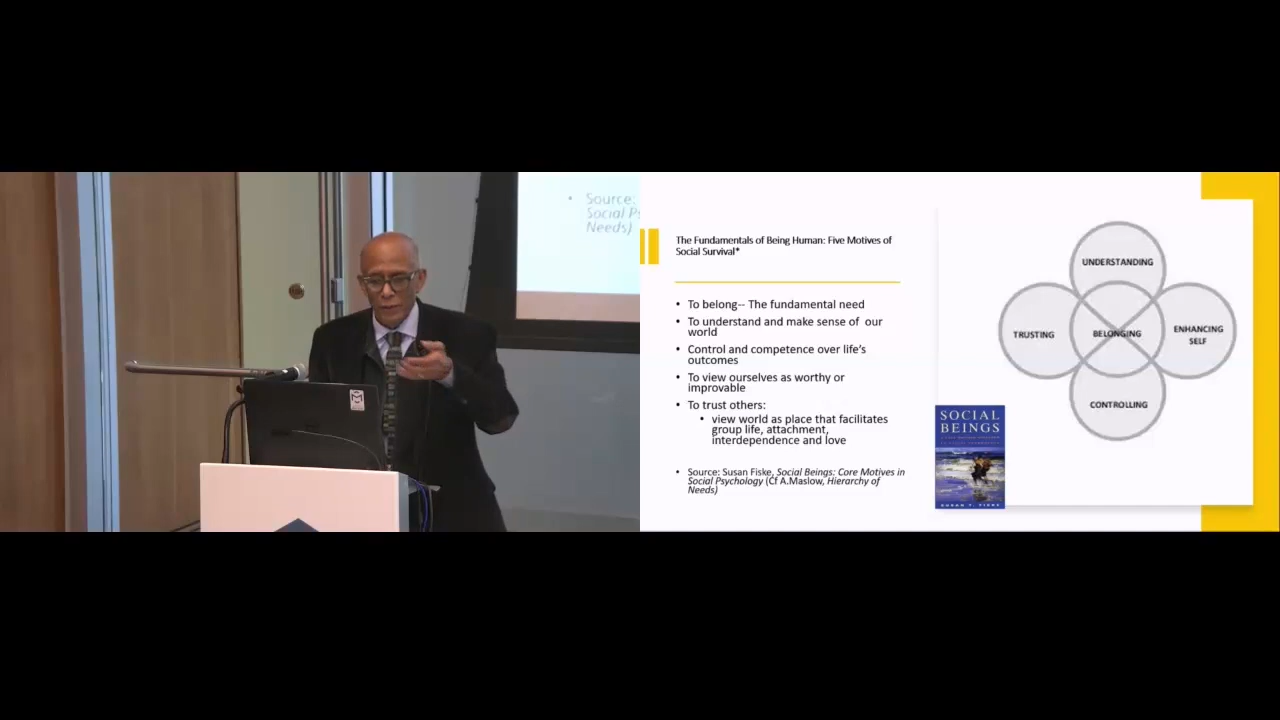 Source:
Social Ps
Needs)
The Fundamentals of Being Human: Five Motives of
Social Survival*
• To belong-- The fundamental need
• To understand and make sense of our
world
• Control and competence over life's
outcomes
• To view ourselves as worthy or
improvable
• To trust others:
• view world as place that facilitates
group life, attachment,
interdependence and love
• Source: Susan Fiske, Social Beings: Core Motives in
Social Psychology (Cf A.Maslow, Hierarchy of
Needs)
UNDERSTANDING
TRUSTING
BELONGING
ENHANCING
SELF
CONTROLLING
SOCIAL
BEINGS
SUSAN T. FISKE